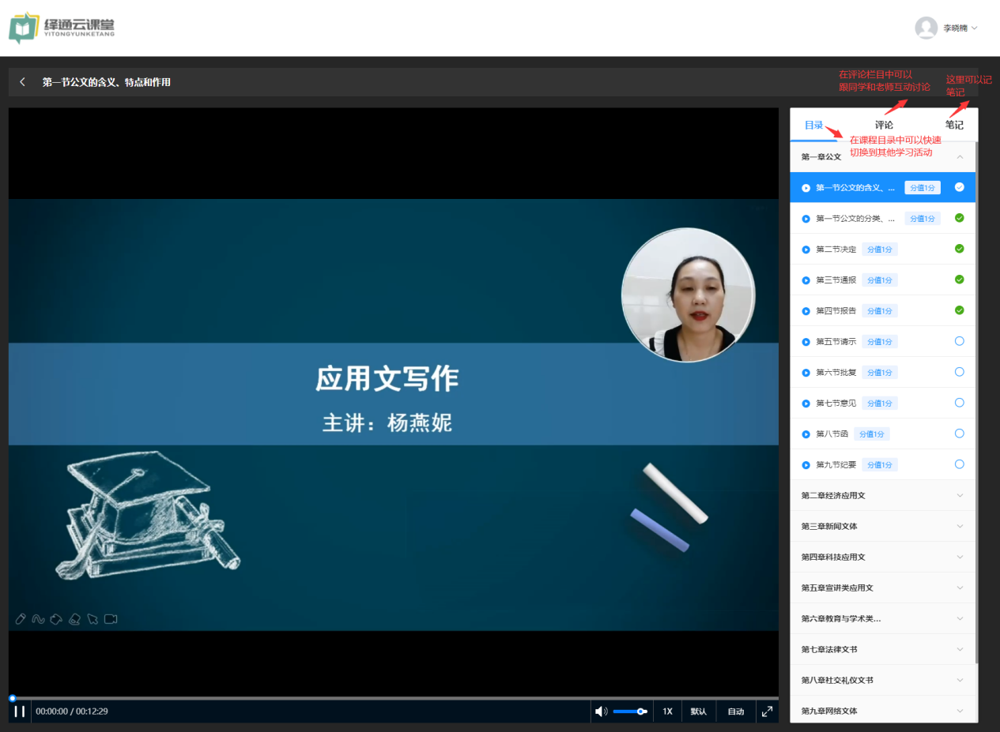 绎通云课堂
YITONGYUNKETANG
李晓楠
第一节公文的含义、特点和作用
在评论栏目中可以
跟同学和老师互动讨论
这里可以记
笔记
目录
评论
笔记
在课程目录中可以快速
切换到其他学习活动
第一章公文
第一节公文的含义、... 分值1分
第一节公文的分类、... 分值1分
第二节决定 分值1分
第三节通报 分值1分
第四节报告 分值1分
第五节请示 分值1分
第六节批复 分值1分
第七节意见 分值1分
第八节函 分值1分
第九节纪要 分值1分
第二章经济应用文
第三章新闻文体
第四章科技应用文
第五章宣讲类应用文
第六章教育与学术类...
第七章法律文书
第八章社交礼仪文书
第九章网络文体
应用文写作
主讲：杨燕妮
00:00:00 / 00:12:29
1X
默认
自动